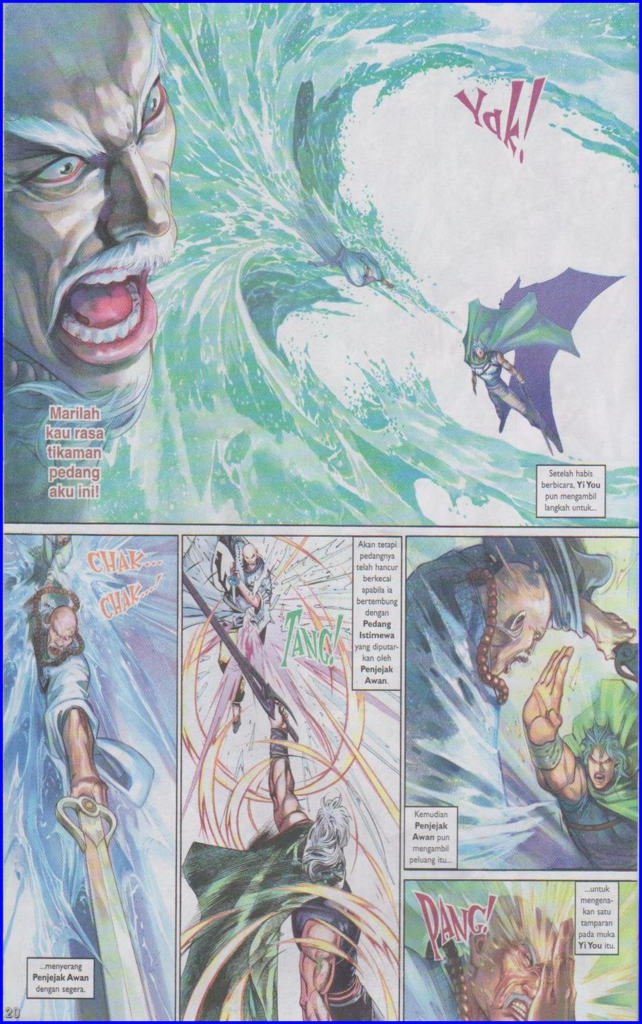 Yak!
Marilah
kau rasa
tikaman
pedang
aku ini!
Setelah habis
berbicara, Yi You
pun mengambil
langkah untuk...
CHAK...
CHAK...!
...menyerang
Penjejak Awan
dengan segera.
Akan tetapi
pedangnya
telah hancur
berkecai
apabila ia
bertembung
dengan
Pedang
Istimewa
yang diputar-
kan oleh
Penjejak
Awan.
TANG!
Kemudian
Penjejak
Awan pun
mengambil
peluang itu...
PANG!
...untuk
mengena-
kan satu
tamparan
pada muka
Yi You itu.
20